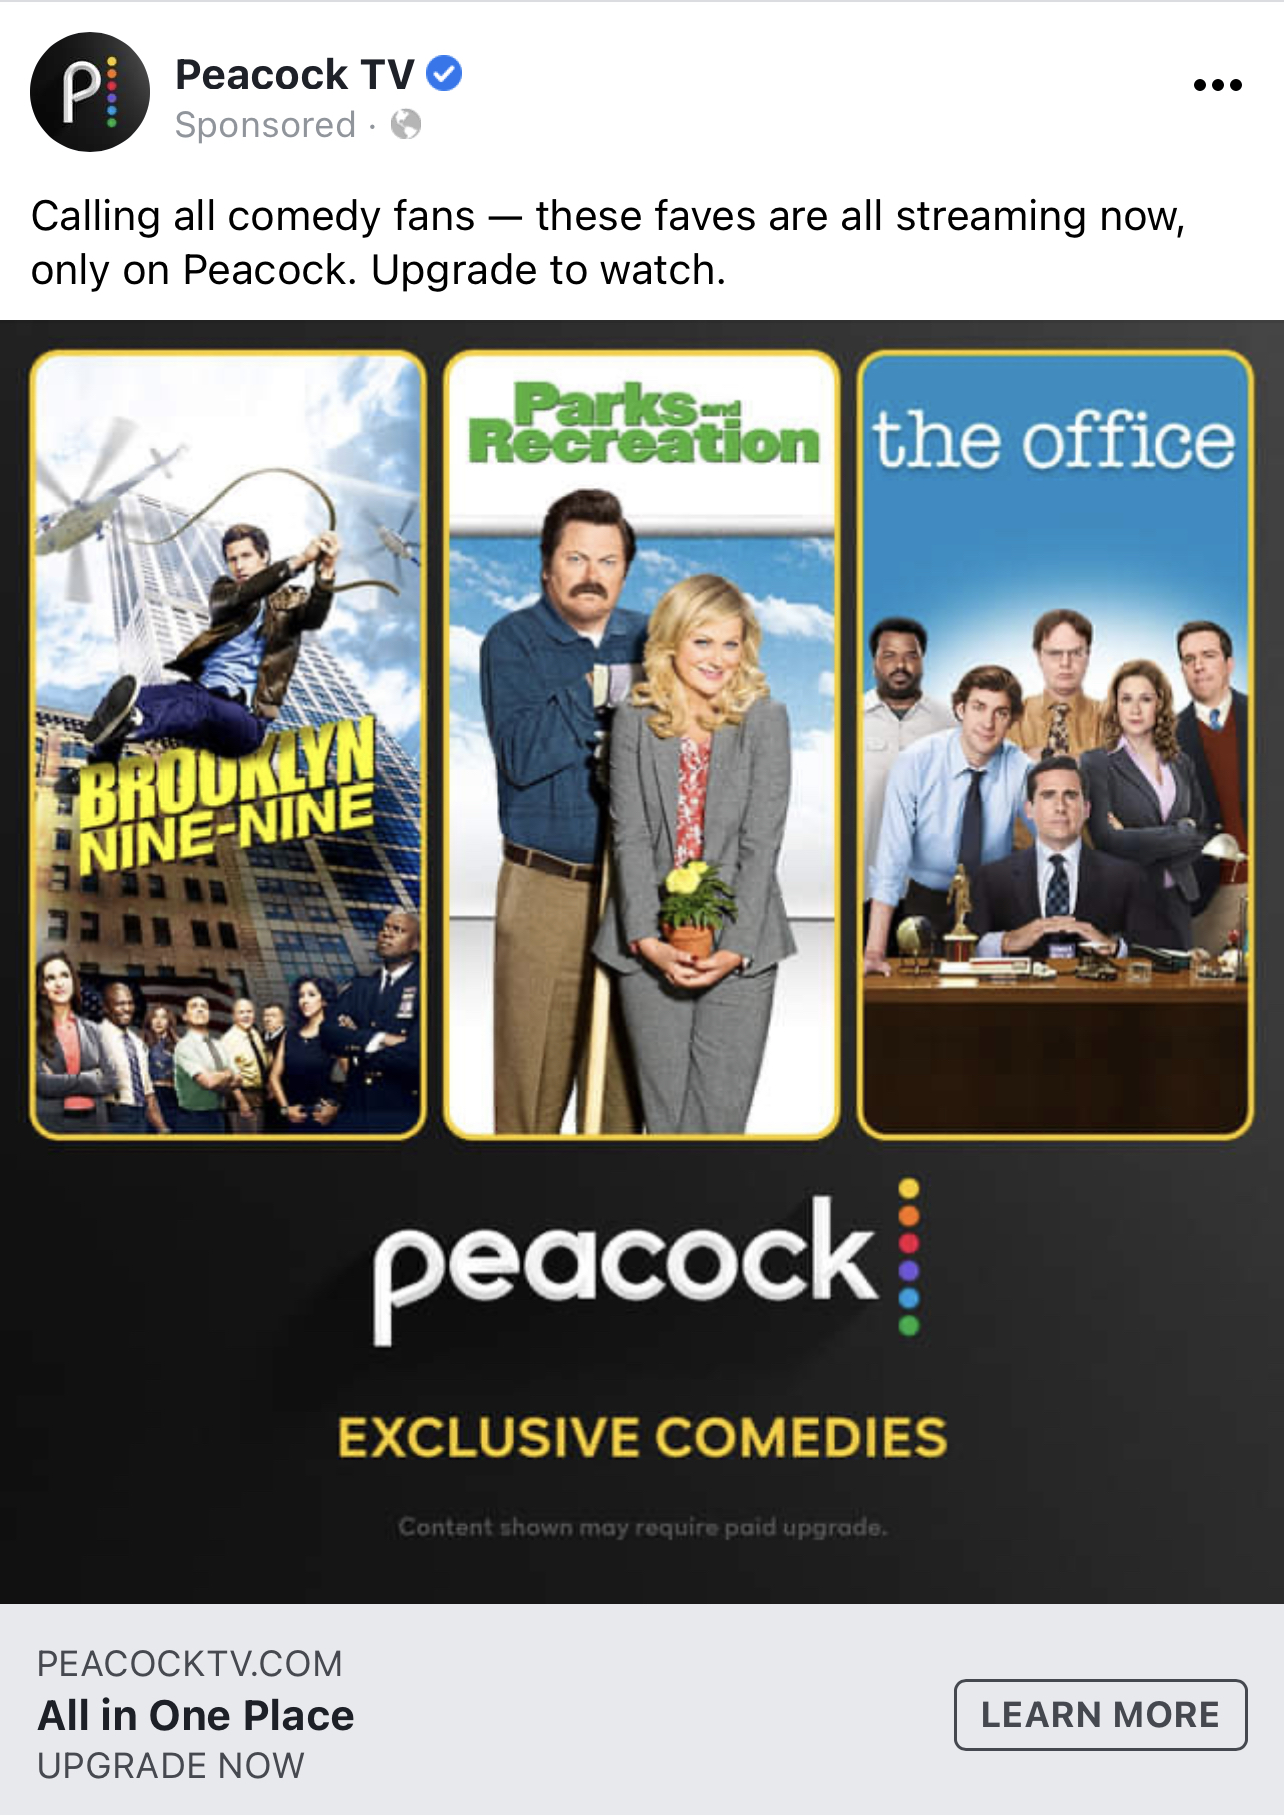 Peacock TV
Sponsored ·
Calling all comedy fans — these faves are all streaming now,
only on Peacock. Upgrade to watch.
BROOKLYN
NINE-NINE
Parks and
Recreation
the office
peacock
EXCLUSIVE COMEDIES
Content shown may require paid upgrade.
PEACOCKTV.COM
All in One Place
UPGRADE NOW
LEARN MORE